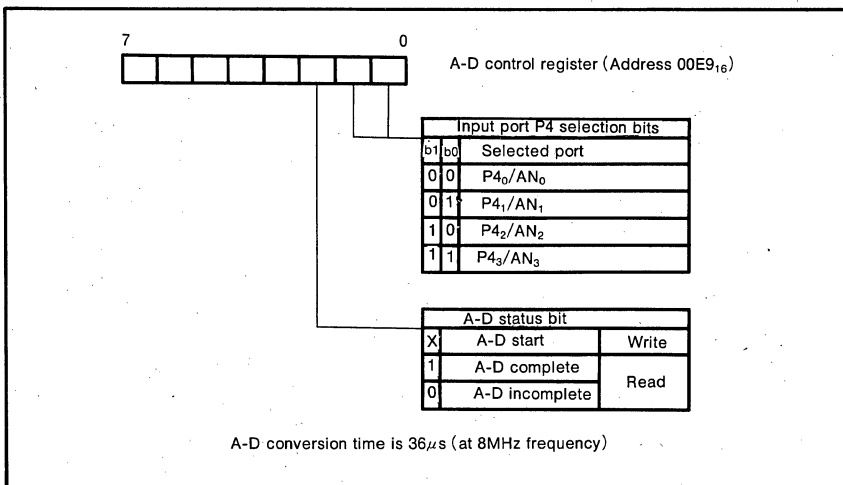 7 0
A-D control register (Address 00E9₁₆)
Input port P4 selection bits
b1 b0 Selected port
0 0 P4₀/AN₀
0 1 P4₁/AN₁
1 0 P4₂/AN₂
1 1 P4₃/AN₃
A-D status bit
X A-D start Write
1 A-D complete Read
0 A-D incomplete
A-D conversion time is 36μs (at 8MHz frequency)